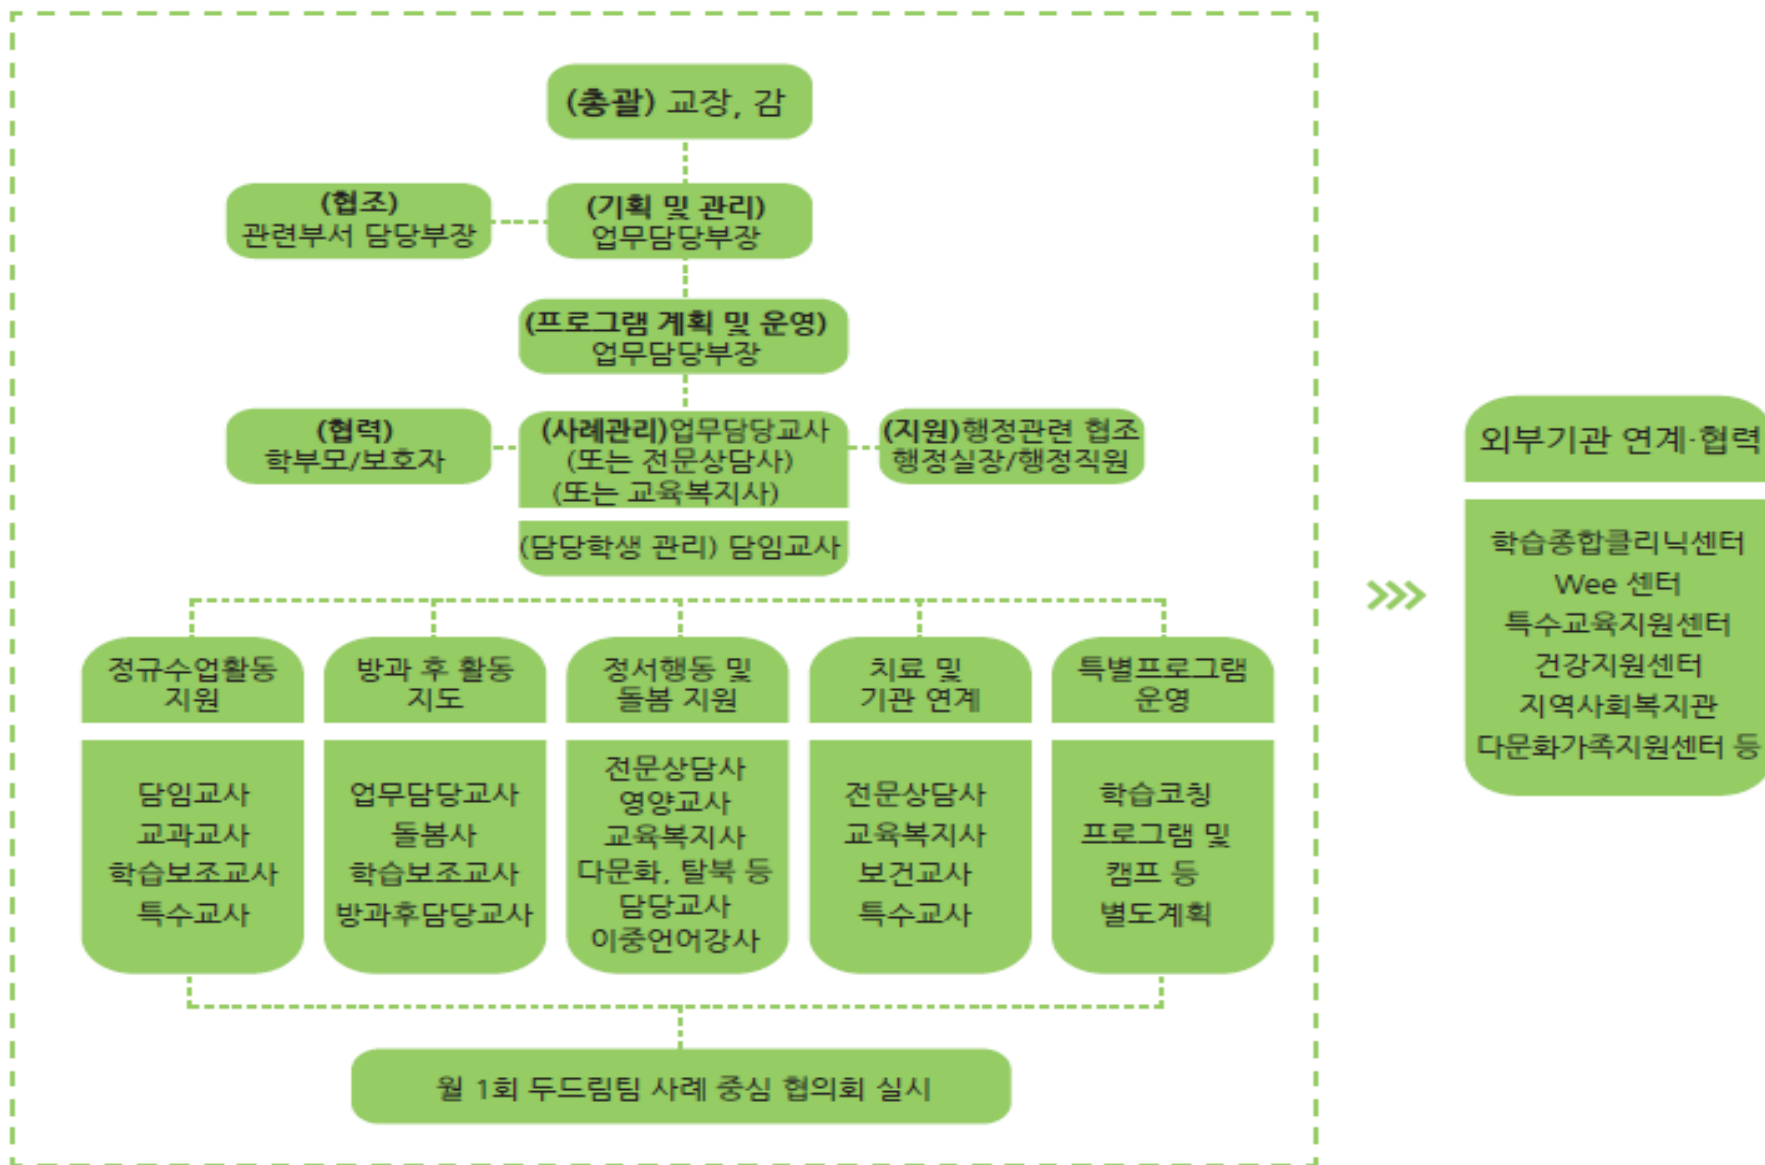 (총괄) 교장, 감
(협조)
관련부서 담당부장
(기획 및 관리)
업무담당부장
(프로그램 계획 및 운영)
업무담당부장
(협력)
학부모/보호자
(사례관리)업무담당교사
(또는 전문상담사)
(또는 교육복지사)
(지원)행정관련 협조
행정실장/행정직원
(담당학생 관리) 담임교사
정규수업활동
지원
담임교사
교과교사
학습보조교사
특수교사
방과 후 활동
지도
업무담당교사
돌봄사
학습보조교사
방과후담당교사
정서행동 및
돌봄 지원
전문상담사
영양교사
교육복지사
다문화, 탈북 등
담당교사
이중언어강사
치료 및
기관 연계
전문상담사
교육복지사
보건교사
특수교사
특별프로그램
운영
학습코칭
프로그램 및
캠프 등
별도계획
월 1회 두드림팀 사례 중심 협의회 실시
외부기관 연계·협력
학습종합클리닉센터
Wee 센터
특수교육지원센터
건강지원센터
지역사회복지관
다문화가족지원센터 등